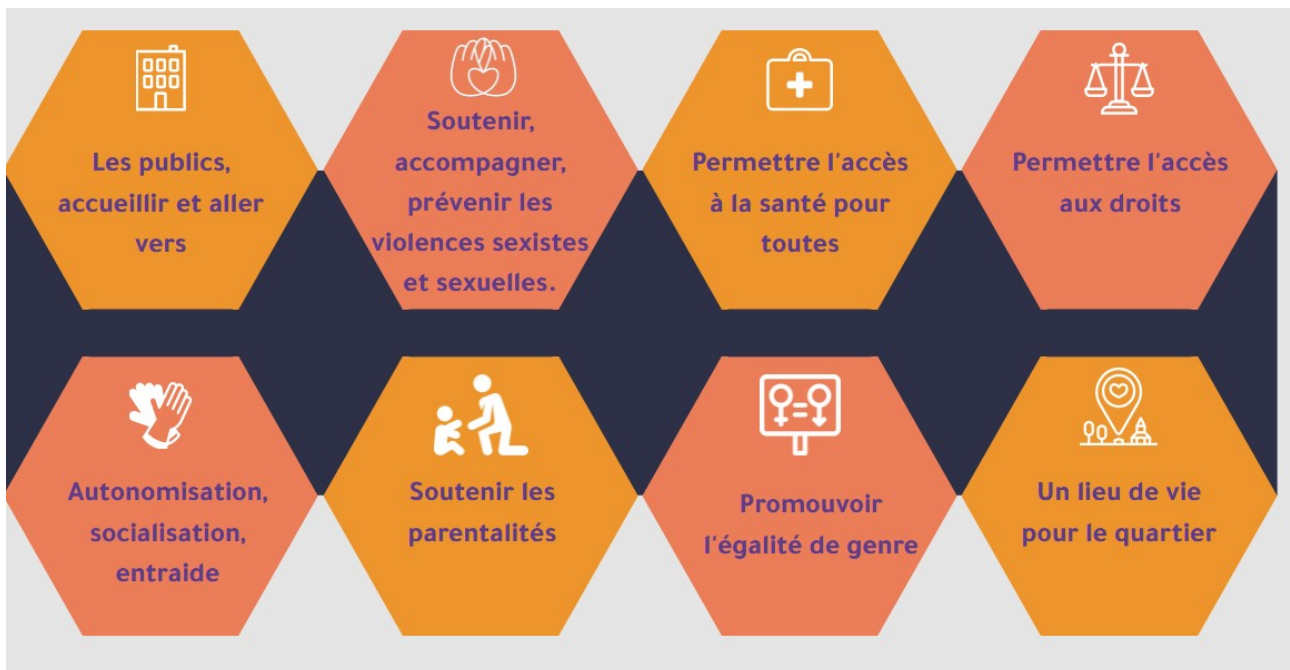 Les publics,
accueillir et aller
vers
Soutenir,
accompagner,
prévenir les
violences sexistes
et sexuelles.
Permettre l'accès
à la santé pour
toutes
Permettre l'accès
aux droits
Autonomisation,
socialisation,
entraide
Soutenir les
parentalités
Promouvoir
l'égalité de genre
Un lieu de vie
pour le quartier